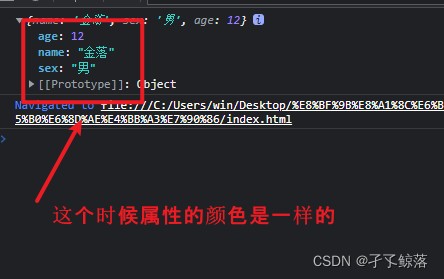 {name: '金落', sex: '男', age: 12}
age: 12
name: "金落"
sex: "男"
[[Prototype]]: Object
Navigated to file:///C:/Users/win/Desktop/%E8%BF%9B%E8%A1%8C%E6%B
5%B0%E6%8D%AE%E4%BB%A3%E7%90%86/index.html
这个时候属性的颜色是一样的
CSDN @孑孓鲸落